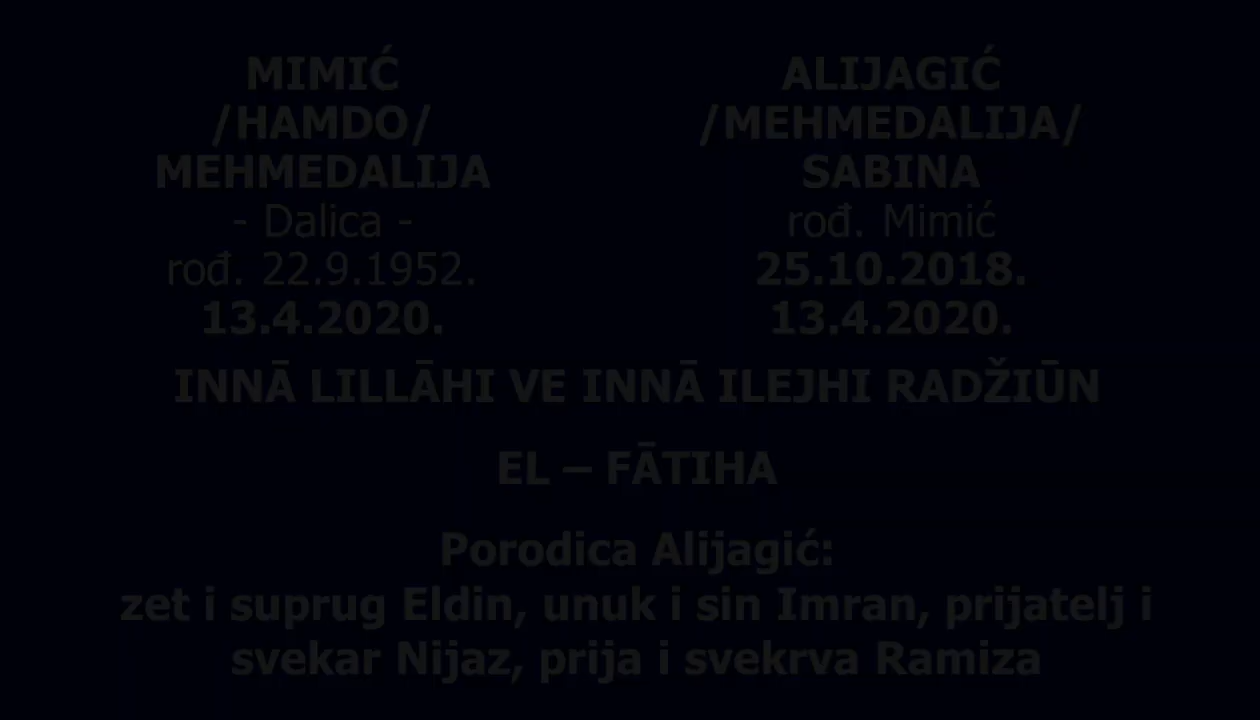 MIMIĆ
/HAMDO/
MEHMEDALIJA
- Dalica -
rođ. 22.9.1952.
13.4.2020.
ALIJAGIĆ
/MEHMEDALIJA/
SABINA
rođ. Mimić
25.10.2018.
13.4.2020.
INNĀ LILLĀHI VE INNĀ ILEJHI RADŽIŪN
EL – FĀTIHA
Porodica Alijagić:
zet i suprug Eldin, unuk i sin Imran, prijatelj i
svekar Nijaz, prija i svekrva Ramiza